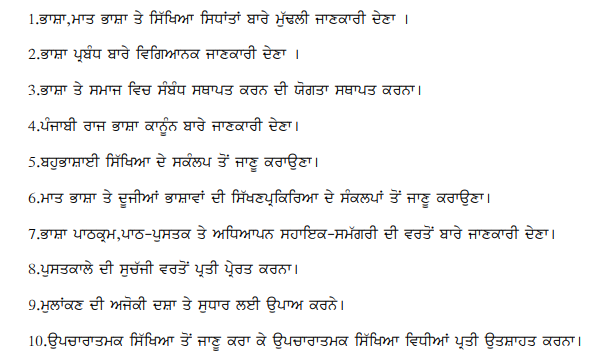 1.ਭਾਸ਼ਾ,ਮਾਤ ਭਾਸ਼ਾ ਤੇ ਸਿੱਖਿਆ ਸਿਧਾਂਤਾਂ ਬਾਰੇ ਮੁੱਢਲੀ ਜਾਣਕਾਰੀ ਦੇਣਾ ।
2.ਭਾਸ਼ਾ ਪ੍ਰਬੰਧ ਬਾਰੇ ਵਿਗਿਆਨਕ ਜਾਣਕਾਰੀ ਦੇਣਾ ।
3.ਭਾਸ਼ਾ ਤੇ ਸਮਾਜ ਵਿਚ ਸੰਬੰਧ ਸਥਾਪਤ ਕਰਨ ਦੀ ਯੋਗਤਾ ਸਥਾਪਤ ਕਰਨਾ।
4.ਪੰਜਾਬੀ ਰਾਜ ਭਾਸ਼ਾ ਕਾਨੂੰਨ ਬਾਰੇ ਜਾਣਕਾਰੀ ਦੇਣਾ।
5.ਬਹੁਭਾਸ਼ਾਈ ਸਿੱਖਿਆ ਦੇ ਸਕੰਲਪ ਤੋਂ ਜਾਣੂ ਕਰਾਉਣਾ।
6.ਮਾਤ ਭਾਸ਼ਾ ਤੇ ਦੂਜੀਆਂ ਭਾਸ਼ਾਵਾਂ ਦੀ ਸਿੱਖਣਪ੍ਰਕਿਰਿਆ ਦੇ ਸੰਕਲਪਾਂ ਤੋਂ ਜਾਣੂ ਕਰਾਉਣਾ।
7.ਭਾਸ਼ਾ ਪਾਠਕ੍ਰਮ,ਪਾਠ-ਪੁਸਤਕ ਤੇ ਅਧਿਆਪਨ ਸਹਾਇਕ-ਸਮੱਗਰੀ ਦੀ ਵਰਤੋਂ ਬਾਰੇ ਜਾਣਕਾਰੀ ਦੇਣਾ।
8.ਪੁਸਤਕਾਲੇ ਦੀ ਸੁਚੱਜੀ ਵਰਤੋਂ ਪ੍ਰਤੀ ਪ੍ਰੇਰਤ ਕਰਨਾ।
9.ਮੁਲਾਂਕਣ ਦੀ ਅਜੋਕੀ ਦਸ਼ਾ ਤੇ ਸੁਧਾਰ ਲਈ ਉਪਾਅ ਕਰਨੇ।
10.ਉਪਚਾਰਾਤਮਕ ਸਿੱਖਿਆ ਤੋਂ ਜਾਣੂ ਕਰਾ ਕੇ ਉਪਚਾਰਾਤਮਕ ਸਿੱਖਿਆ ਵਿਧੀਆਂ ਪ੍ਰਤੀ ਉਤਸ਼ਾਹਤ ਕਰਨਾ।